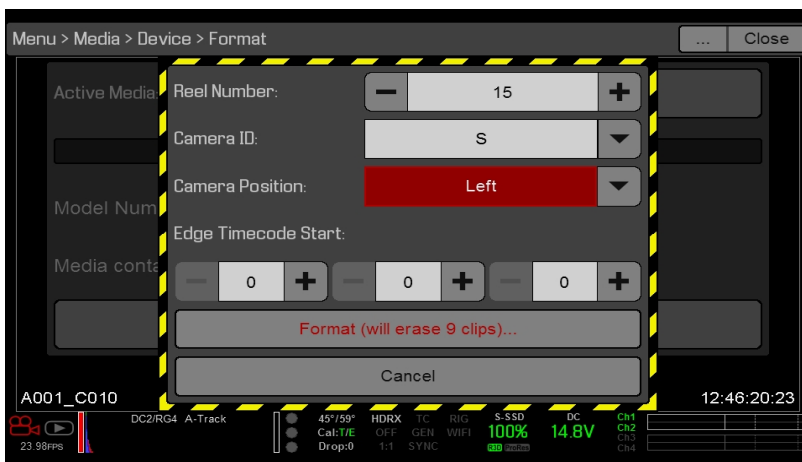 Menu > Media > Device > Format
... Close
Active Media:
Reel Number: 15
Camera ID: S
Camera Position: Left
Model Num
Edge Timecode Start:
Media conta
0 0 0
Format (will erase 9 clips)...
Cancel
A001_C010 12:46:20:23
DC2/RG4 A-Track 45°/59° HDRX TC RIG S-SSD DC Ch1
Cal:T/E OFF GEN WIFI 100% 14.8V Ch2
23.98FPS Drop:0 1:1 SYNC R3D ProRes Ch3
Ch4